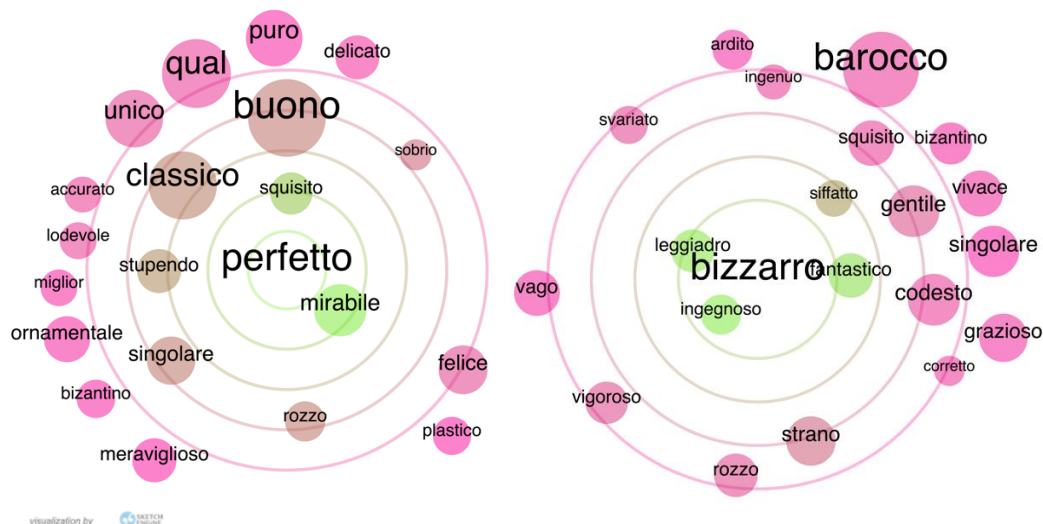 puro
delicato
qual
buono
unico
sobrio
classico
squisito
accurato
lodevole
perfetto
stupendo
miglior
mirabile
ornamentale
singolare
felice
bizantino
rozzo
plastico
meraviglioso
ardito
barocco
ingenuo
svariato
squisito
bizantino
siffatto
vivace
gentile
leggiadro
singolare
bizzarro
fantastico
vago
codesto
ingegnoso
grazioso
corretto
vigoroso
strano
rozzo
visualization by
SKETCH
ENGINE